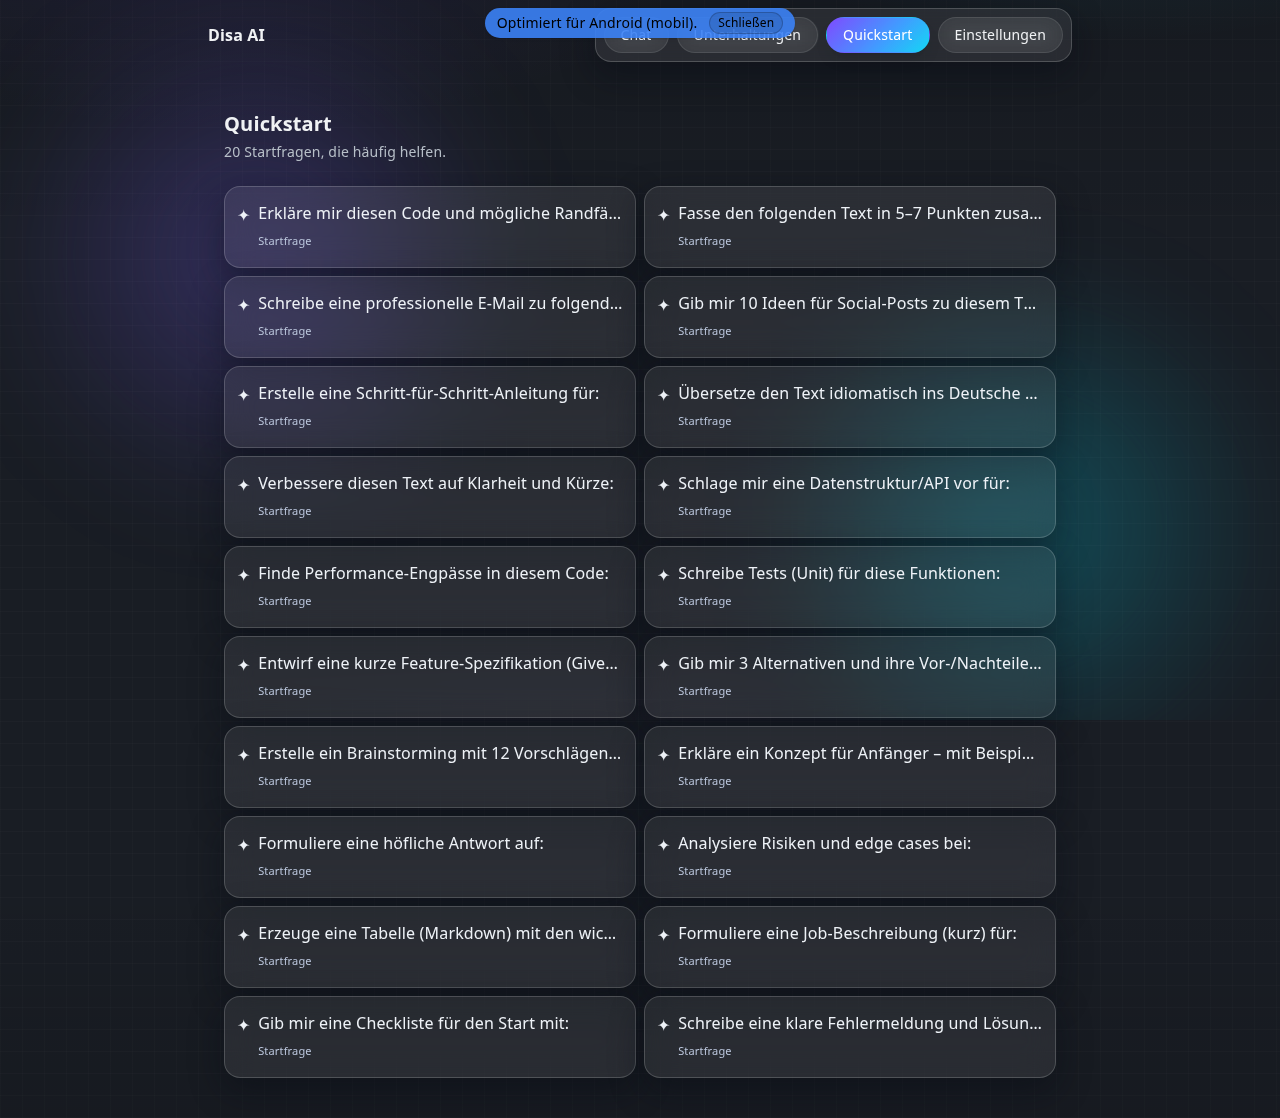 Disa AI
Optimiert für Android (mobil). Schließen
Chat Unterhaltungen Quickstart Einstellungen
Quickstart
20 Startfragen, die häufig helfen.
✦ Erkläre mir diesen Code und mögliche Randfä...
Startfrage
✦ Fasse den folgenden Text in 5–7 Punkten zusa...
Startfrage
✦ Schreibe eine professionelle E-Mail zu folgend...
Startfrage
✦ Gib mir 10 Ideen für Social-Posts zu diesem T...
Startfrage
✦ Erstelle eine Schritt-für-Schritt-Anleitung für:
Startfrage
✦ Übersetze den Text idiomatisch ins Deutsche ...
Startfrage
✦ Verbessere diesen Text auf Klarheit und Kürze:
Startfrage
✦ Schlage mir eine Datenstruktur/API vor für:
Startfrage
✦ Finde Performance-Engpässe in diesem Code:
Startfrage
✦ Schreibe Tests (Unit) für diese Funktionen:
Startfrage
✦ Entwirf eine kurze Feature-Spezifikation (Give...
Startfrage
✦ Gib mir 3 Alternativen und ihre Vor-/Nachteile...
Startfrage
✦ Erstelle ein Brainstorming mit 12 Vorschlägen...
Startfrage
✦ Erkläre ein Konzept für Anfänger – mit Beispi...
Startfrage
✦ Formuliere eine höfliche Antwort auf:
Startfrage
✦ Analysiere Risiken und edge cases bei:
Startfrage
✦ Erzeuge eine Tabelle (Markdown) mit den wic...
Startfrage
✦ Formuliere eine Job-Beschreibung (kurz) für:
Startfrage
✦ Gib mir eine Checkliste für den Start mit:
Startfrage
✦ Schreibe eine klare Fehlermeldung und Lösun...
Startfrage